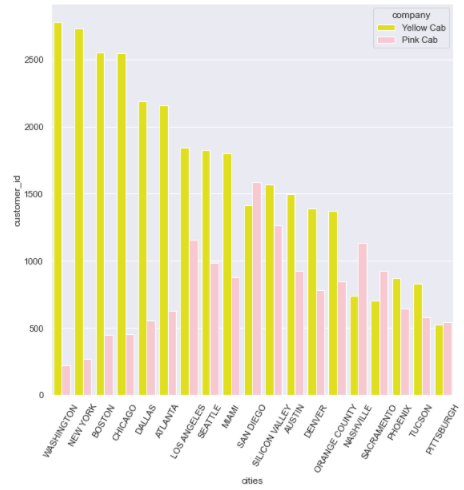 company
Yellow Cab
Pink Cab
2500
2000
1500
1000
500
0
customer_id
WASHINGTON
NEW YORK
BOSTON
CHICAGO
DALLAS
ATLANTA
LOS ANGELES
SEATTLE
MIAMI
SAN DIEGO
SILICON VALLEY
AUSTIN
DENVER
ORANGE COUNTY
NASHVILLE
SACRAMENTO
PHOENIX
TUCSON
PITTSBURGH
cities